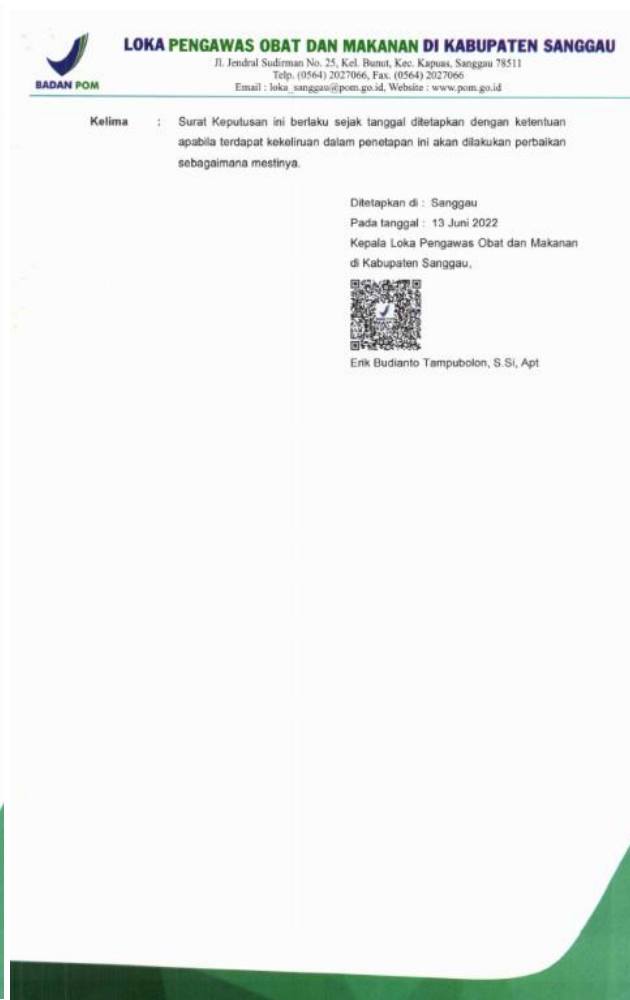 LOKA PENGAWAS OBAT DAN MAKANAN DI KABUPATEN SANGGAU
Jl. Jendral Sudirman No. 25, Kel. Bunut, Kec. Kapuas, Sanggau 78511
Telp. (0564) 2027066, Fax. (0564) 2027066
Email : loka_sanggau@pom.go.id, Website : www.pom.go.id
BADAN POM
Kelima : Surat Keputusan ini berlaku sejak tanggal ditetapkan dengan ketentuan
apabila terdapat kekeliruan dalam penetapan ini akan dilakukan perbaikan
sebagaimana mestinya.
Ditetapkan di : Sanggau
Pada tanggal : 13 Juni 2022
Kepala Loka Pengawas Obat dan Makanan
di Kabupaten Sanggau,
Erik Budianto Tampubolon, S.Si, Apt